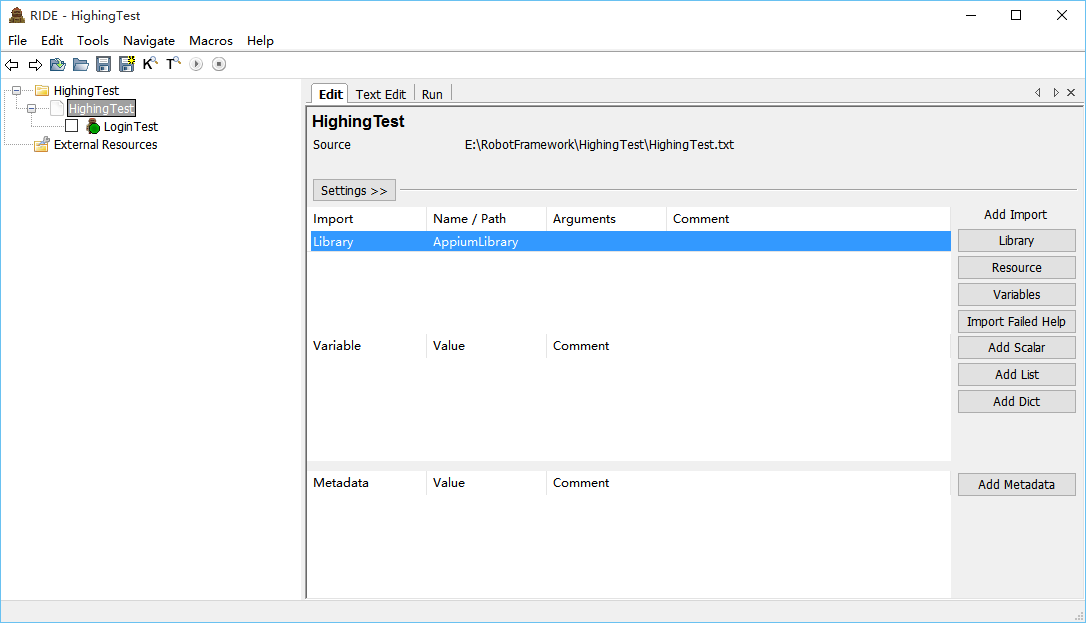 RIDE - HighingTest
File Edit Tools Navigate Macros Help
K T
HighingTest
HighingTest
LoginTest
External Resources
Edit Text Edit Run
HighingTest
Source E:\RobotFramework\HighingTest\HighingTest.txt
Settings >>
Import Name / Path Arguments Comment
Library AppiumLibrary
Add Import
Library
Resource
Variables
Import Failed Help
Variable Value Comment
Add Scalar
Add List
Add Dict
Metadata Value Comment
Add Metadata